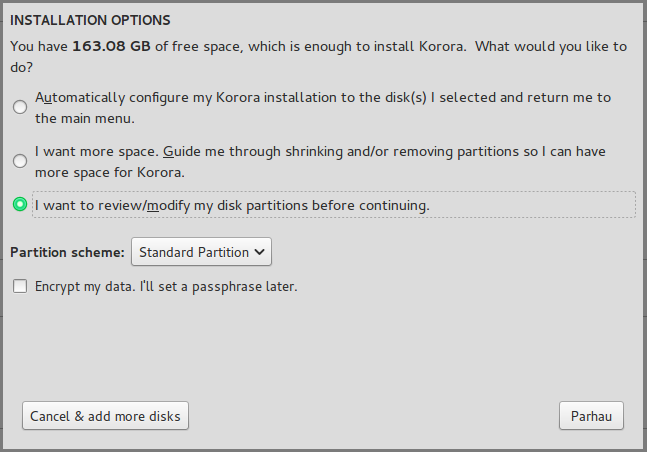 INSTALLATION OPTIONS
You have 163.08 GB of free space, which is enough to install Korora.  What would you like to
do?
Automatically configure my Korora installation to the disk(s) I selected and return me to
the main menu.
I want more space. Guide me through shrinking and/or removing partitions so I can have
more space for Korora.
I want to review/modify my disk partitions before continuing.
Partition scheme: Standard Partition
Encrypt my data. I'll set a passphrase later.
Cancel & add more disks Parhau